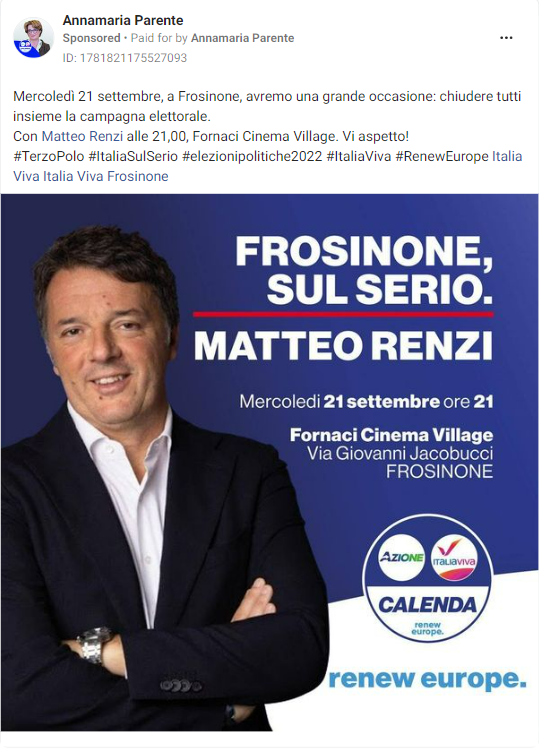 Annamaria Parente
Sponsored • Paid for by Annamaria Parente
ID: 1781821175527093
Mercoledì 21 settembre, a Frosinone, avremo una grande occasione: chiudere tutti
insieme la campagna elettorale.
Con Matteo Renzi alle 21,00, Fornaci Cinema Village. Vi aspetto!
#TerzoPolo #ItaliaSulSerio #elezionipolitiche2022 #ItaliaViva #RenewEurope Italia
Viva Italia Viva Frosinone
FROSINONE,
SUL SERIO.
MATTEO RENZI
Mercoledì 21 settembre ore 21
Fornaci Cinema Village
Via Giovanni Jacobucci
FROSINONE
AZIONE
ITALIAVIVA
CALENDA
renew
europe.
renew europe.